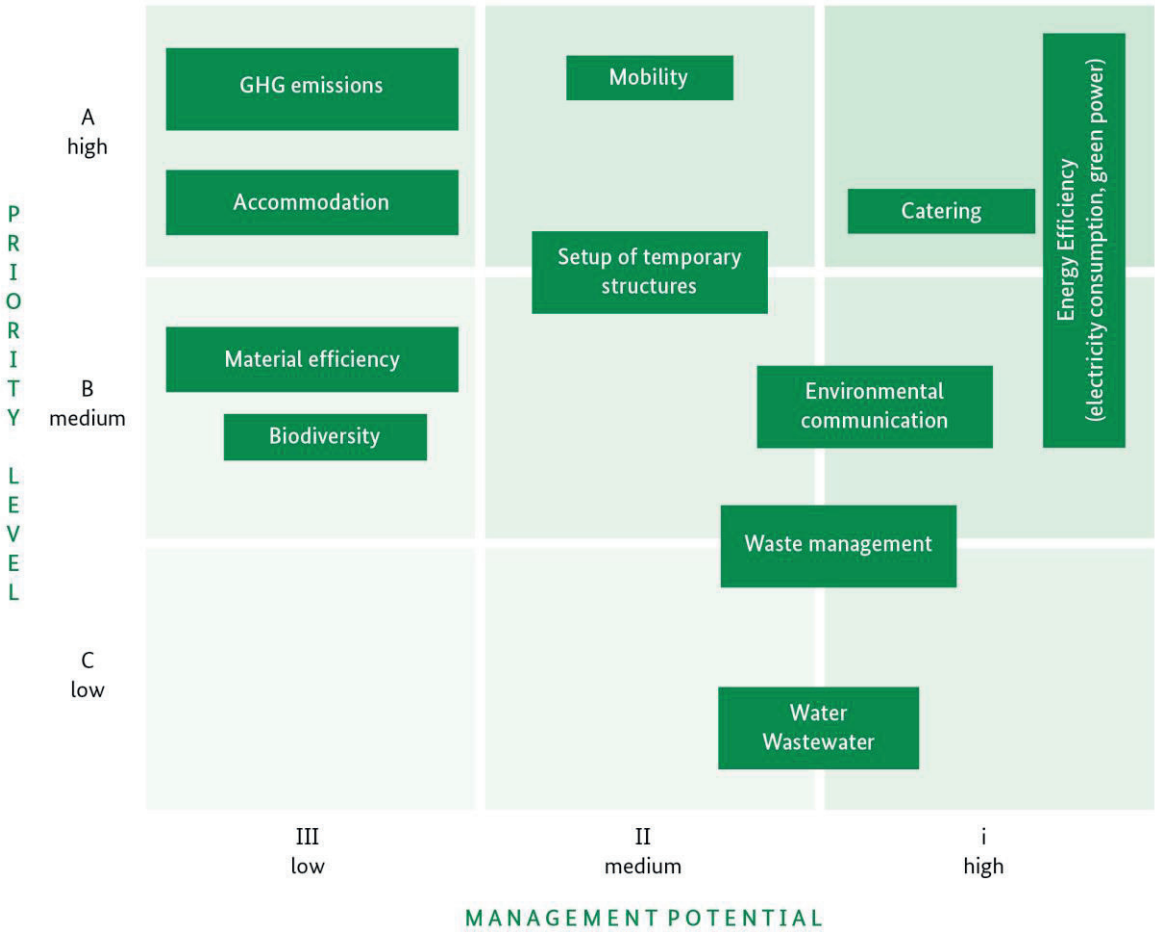 PRIORITY LEVEL
A
high
GHG emissions
Mobility
Energy Efficiency
(electricity consumption, green power)
Accommodation
Catering
Setup of temporary
structures
B
medium
Material efficiency
Environmental
communication
Biodiversity
Waste management
C
low
Water
Wastewater
III
low
II
medium
i
high
MANAGEMENT POTENTIAL